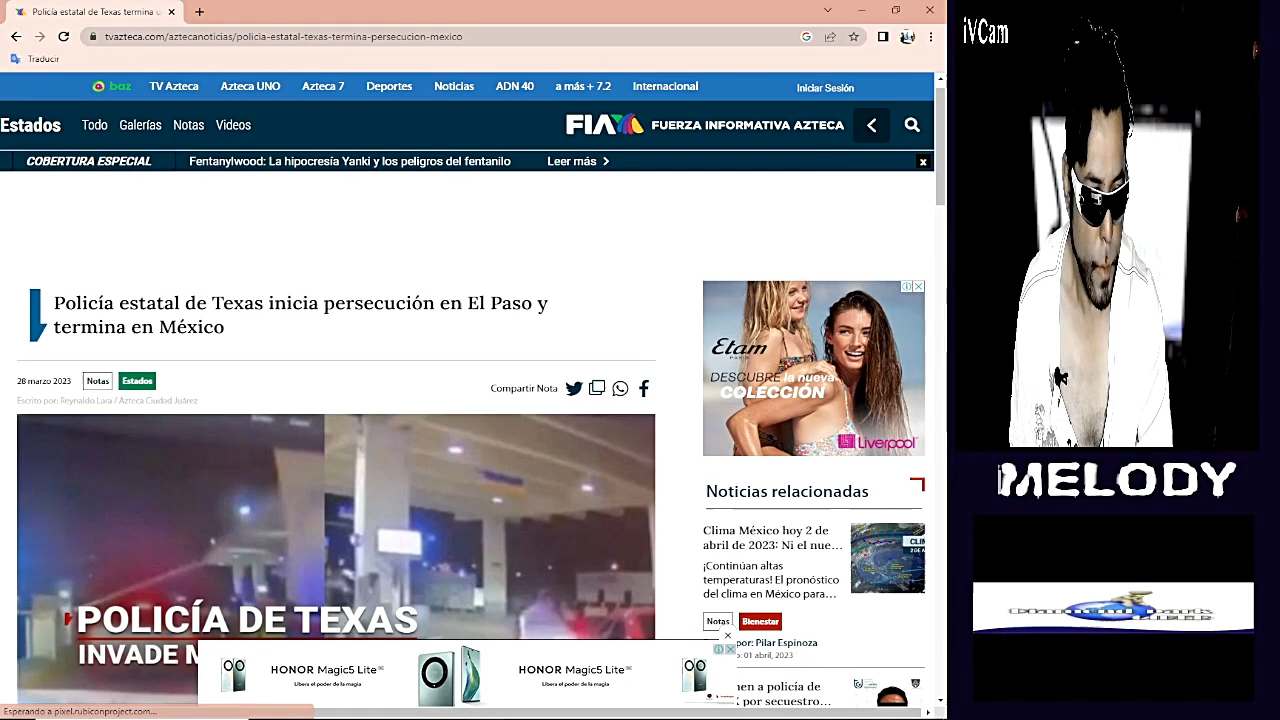 Policía estatal de Texas termina u
tvazteca.com/aztecanoticias/policia-estatal-texas-termina-persecucion-mexico
Traducir
baz TV Azteca Azteca UNO Azteca 7 Deportes Noticias ADN 40 a más + 7.2 Internacional Iniciar Sesión
Estados Todo Galerías Notas Videos FIA FUERZA INFORMATIVA AZTECA
COBERTURA ESPECIAL Fentanylwood: La hipocresía Yanki y los peligros del fentanilo Leer más
Policía estatal de Texas inicia persecución en El Paso y
termina en México
28 marzo 2023 Notas Estados
Compartir Nota
Escrito por: Reynaldo Lara / Azteca Ciudad Juárez
POLICÍA DE TEXAS
INVADE M
HONOR Magic5 Lite 5G HONOR Magic5 Lite 5G
Libera el poder de la magia Libera el poder de la magia
Etam
PARIS
DESCUBRE la nueva
COLECCIÓN
Liverpool
Noticias relacionadas
Clima México hoy 2 de
abril de 2023: Ni el nue...
¡Continúan altas
temperaturas! El pronóstico
del clima en México para...
Notas Bienestar
por: Pilar Espinoza
o: 01 abril, 2023
nen a policía de
por secuestro...
Esperando a pixel.rubiconproject.com...
iVCam
MELODY